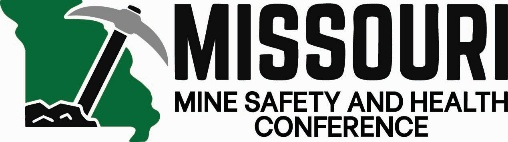 MISSOURI
MINE SAFETY AND HEALTH
CONFERENCE